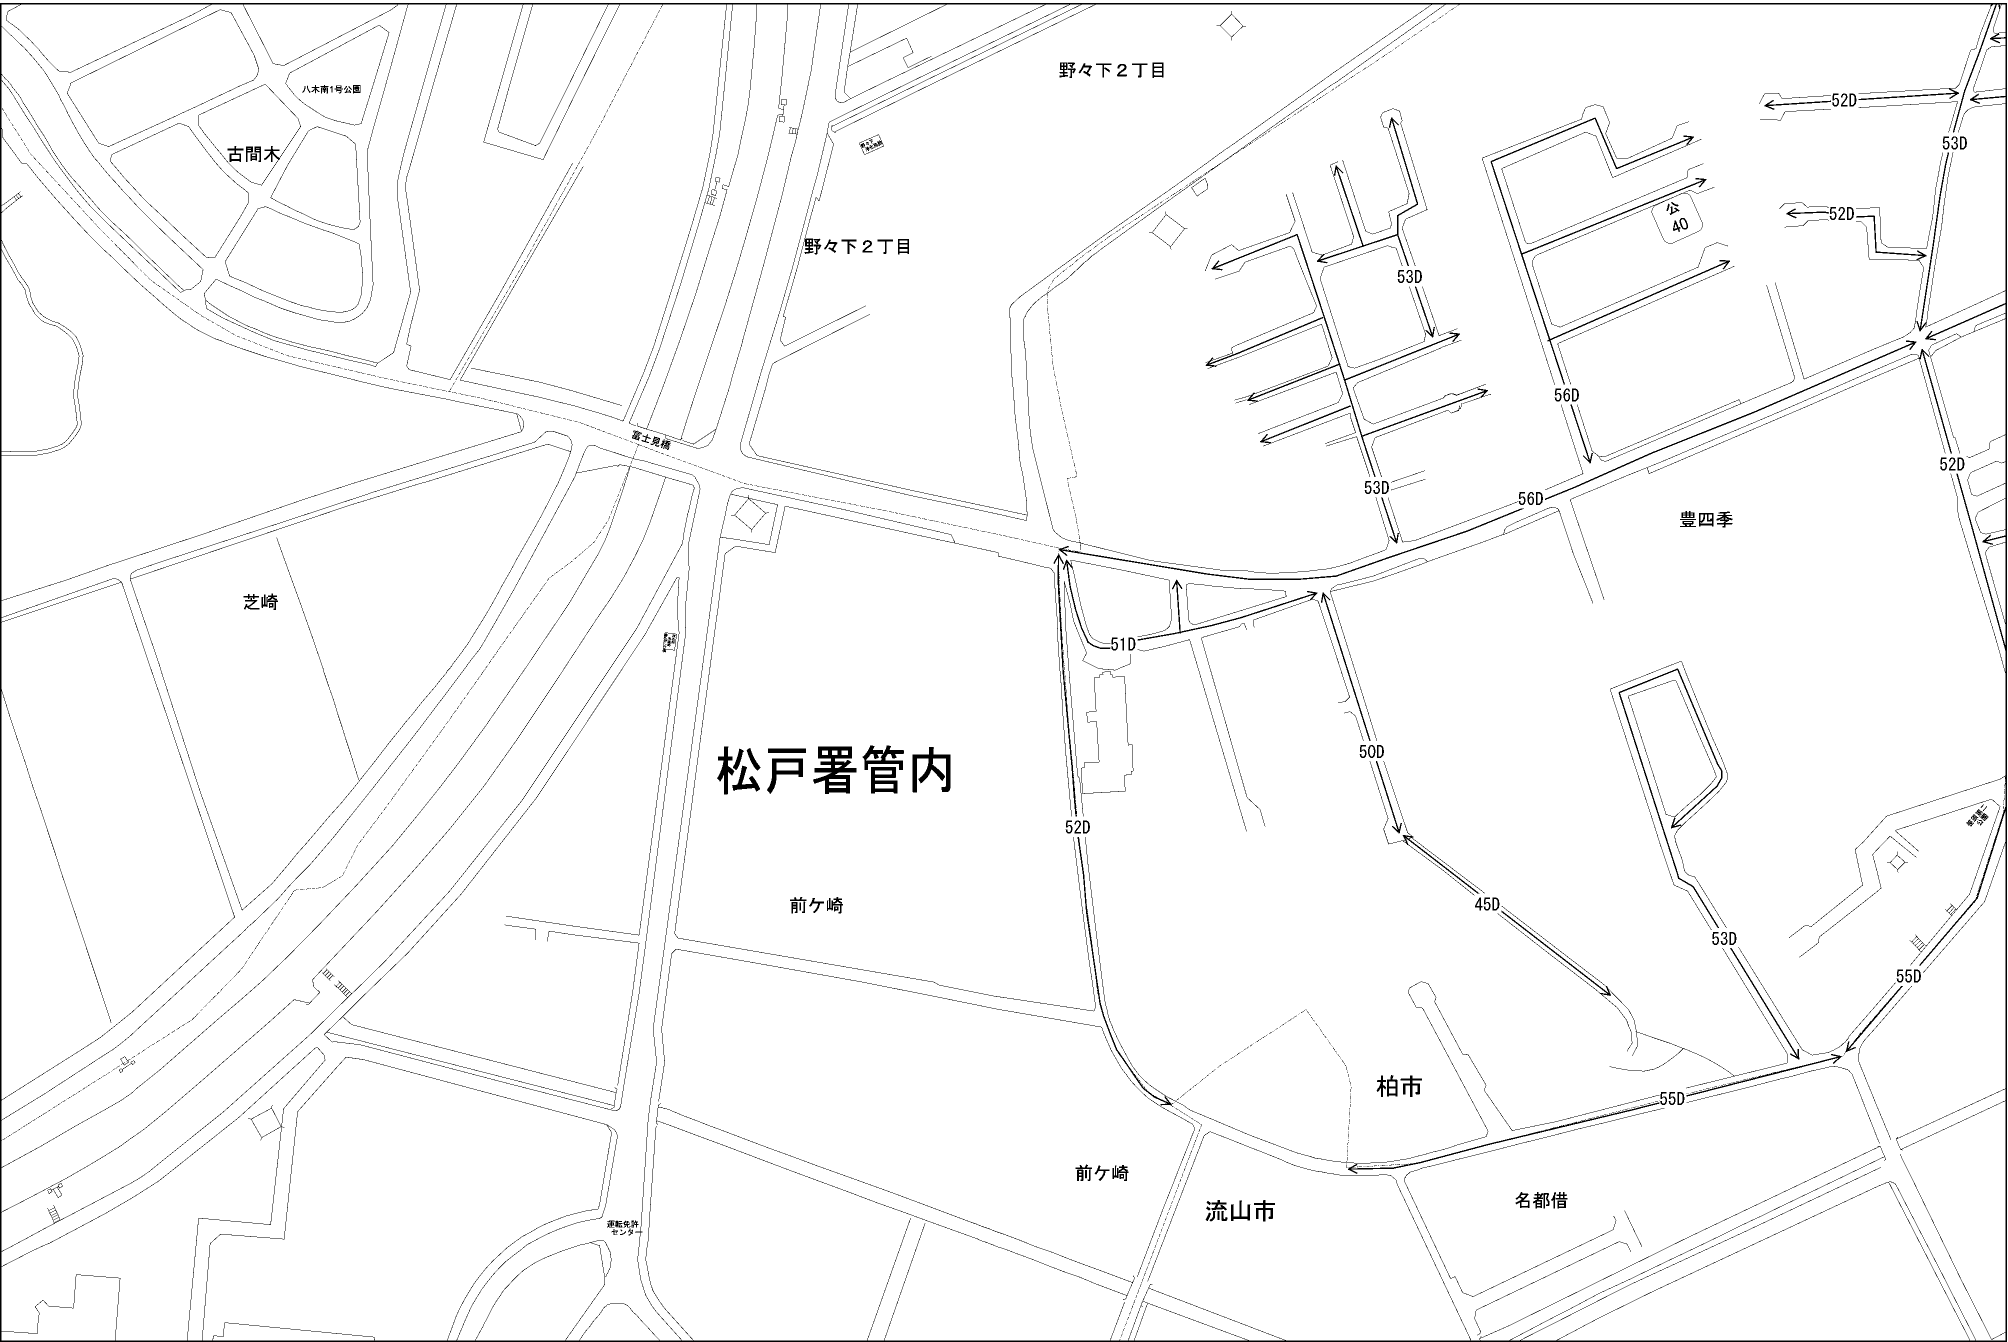 野々下２丁目
八木南1号公園
52D
53D
古間木
公
40
52D
野々下２丁目
53D
56D
富士見橋
52D
53D
56D
豊四季
芝崎
51D
松戸署管内
50D
52D
公園
前ケ崎
45D
53D
55D
柏市
55D
前ケ崎
名都借
流山市
運転免許
センター